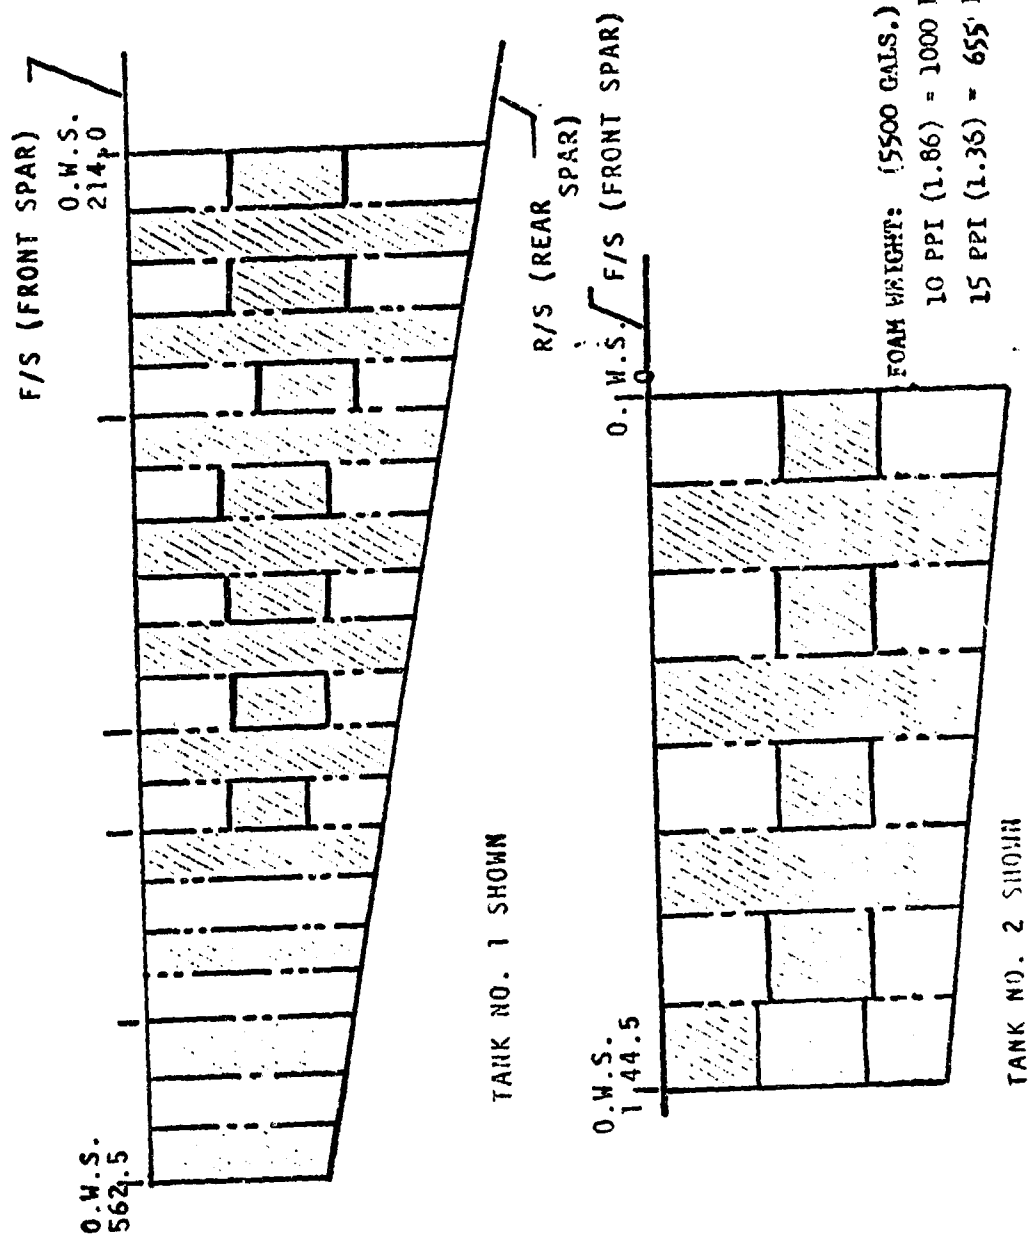 F/S (FRONT SPAR)
O.W.S.
214.0
O.W.S.
562.5
R/S (REAR
SPAR)
TANK NO. 1 SHOWN
F/S (FRONT SPAR)
O.W.S.
0
O.W.S.
144.5
TANK NO. 2 SHOWN
FOAM WEIGHT: (5500 GALS.)
10 PPI (1.86) = 1000
15 PPI (1.36) = 655